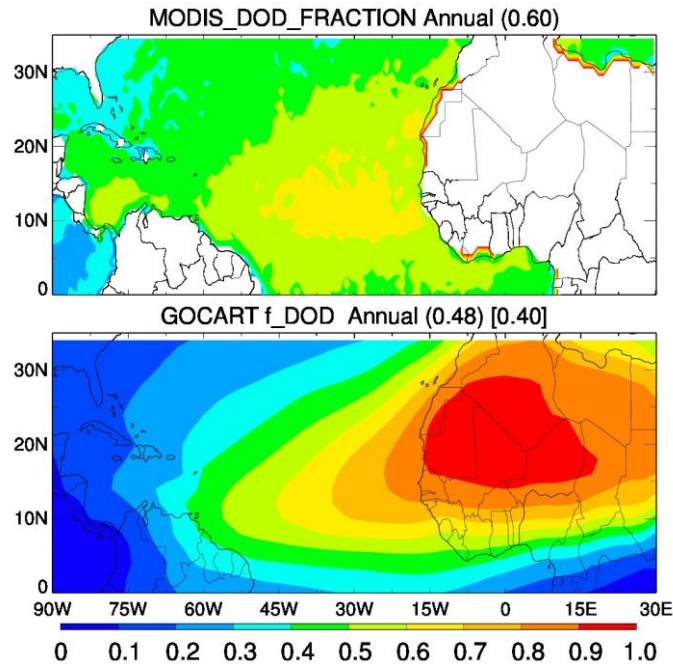 MODIS_DOD_FRACTION Annual (0.60)
30N
20N
10N
0
GOCART f_DOD Annual (0.48) [0.40]
30N
20N
10N
0
90W 75W 60W 45W 30W 15W 0 15E 30E
0 0.1 0.2 0.3 0.4 0.5 0.6 0.7 0.8 0.9 1.0